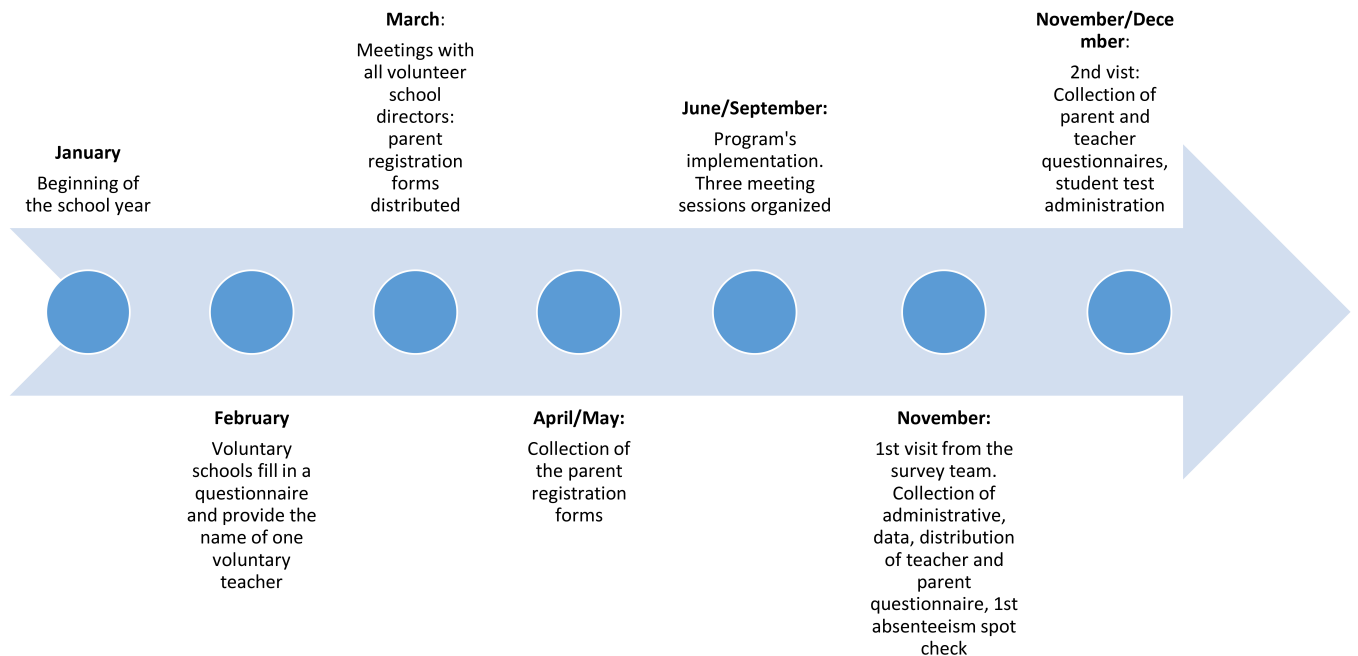 January
Beginning of
the school year
February
Voluntary
schools fill in a
questionnaire
and provide the
name of one
voluntary
teacher
March:
Meetings with
all volunteer
school
directors:
parent
registration
forms
distributed
April/May:
Collection of
the parent
registration
forms
June/September:
Program's
implementation.
Three meeting
sessions organized
November:
1st visit from the
survey team.
Collection of
administrative,
data, distribution
of teacher and
parent
questionnaire, 1st
absenteeism spot
check
November/Dece
mber:
2nd vist:
Collection of
parent and
teacher
questionnaires,
student test
administration